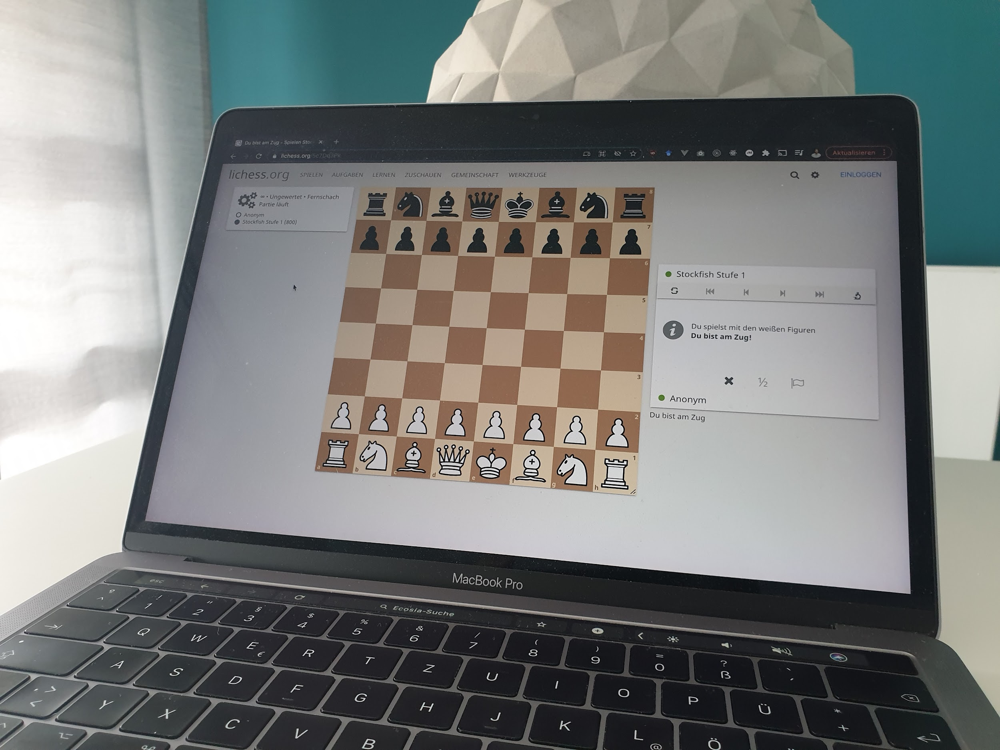 Du bist am Zug - Spielen Sto
lichess.org/5c7Dq3Pk
Aktualisieren
lichess.org SPIELEN AUFGABEN LERNEN ZUSCHAUEN GEMEINSCHAFT WERKZEUGE EINLOGGEN
∞ • Ungewertet • Fernschach
Partie läuft
Anonym
Stockfish Stufe 1 (800)
8
7
6
5
4
3
2
1
a b c d e f g h
Stockfish Stufe 1
Du spielst mit den weißen Figuren
Du bist am Zug!
½
Anonym
Du bist am Zug
MacBook Pro
esc
Ecosia-Suche
° ! " § $ % & / ( ) = ? `
^ 1 2 3 4 5 6 7 8 9 0 ß ´
Q W E € R T Z U I O P Ü * +
A S D F G H J K L @ Ö
> < Y X C V B